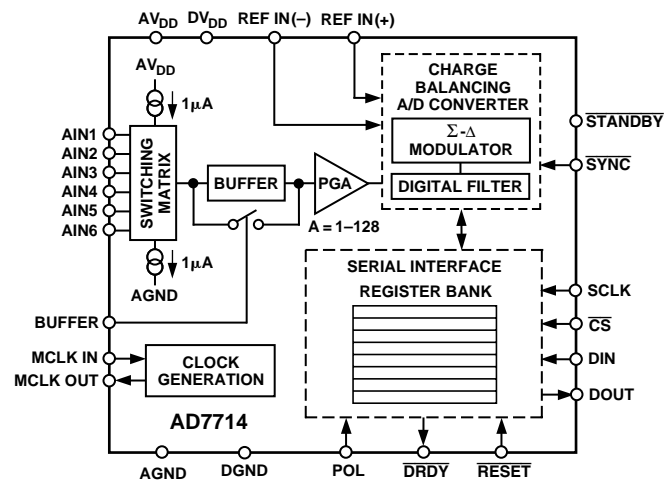 AVDD DVDD REF IN(–) REF IN(+)
AVDD
1µA
CHARGE
BALANCING
A/D CONVERTER
Σ-Δ
MODULATOR
DIGITAL FILTER
STANDBY
SYNC
AIN1
AIN2
AIN3
AIN4
AIN5
AIN6
SWITCHING
MATRIX
BUFFER
PGA
A = 1–128
1µA
AGND
SERIAL INTERFACE
REGISTER BANK
SCLK
CS
DIN
DOUT
BUFFER
MCLK IN
MCLK OUT
CLOCK
GENERATION
AD7714
AGND DGND POL DRDY RESET